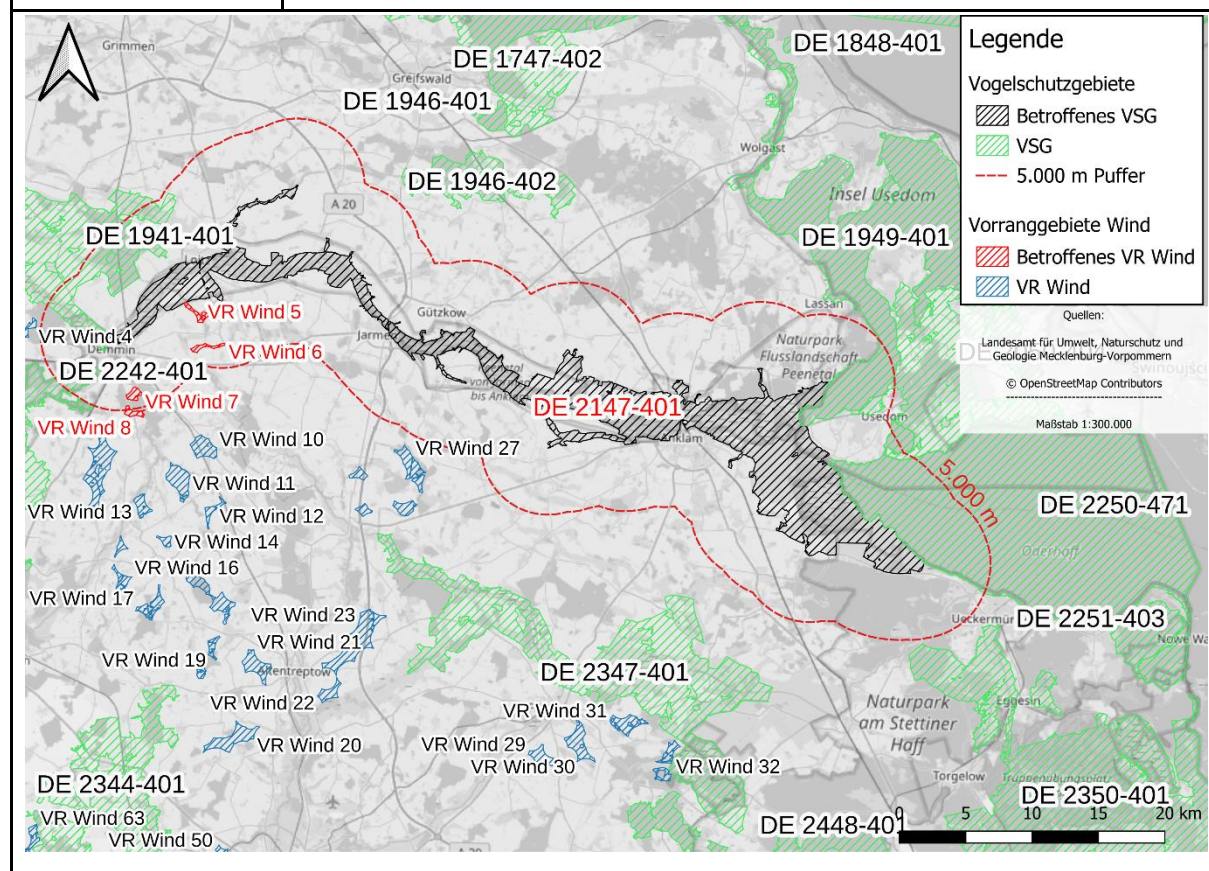 Grimmen
DE 1747-402
DE 1848-401
Greifswald
DE 1946-401
Wolgast
DE 1946-402
Insel Usedom
A 20
DE 1941-401
DE 1949-401
VR Wind 5
Lassan
Gützkow
VR Wind 4
Jarmen
Naturpark
Flusslandschaft
Peenetal
Demmin
VR Wind 6
DE 2242-401
VR Wind 7
DE 2147-401
Usedom
VR Wind 8
VR Wind 10
Anklam
VR Wind 27
5.000 m
VR Wind 11
DE 2250-471
VR Wind 13
VR Wind 12
VR Wind 14
Oderhaff
VR Wind 16
VR Wind 17
VR Wind 23
Ueckermün
DE 2251-403
VR Wind 21
Nowe Wa
VR Wind 19
Altentreptow
DE 2347-401
VR Wind 22
Naturpark
am Stettiner
Haff
Eggesin
VR Wind 31
VR Wind 20
VR Wind 29
VR Wind 30
VR Wind 32
Torgelow
Truppenübungsplatz
DE 2344-401
DE 2350-401
VR Wind 63
DE 2448-401
VR Wind 50
A 20
0 5 10 15 20 km
Legende
Vogelschutzgebiete
Betroffenes VSG
VSG
5.000 m Puffer
Vorranggebiete Wind
Betroffenes VR Wind
VR Wind
Quellen:
Landesamt für Umwelt, Naturschutz und
Geologie Mecklenburg-Vorpommern
© OpenStreetMap Contributors
------------------------------------
Maßstab 1:300.000